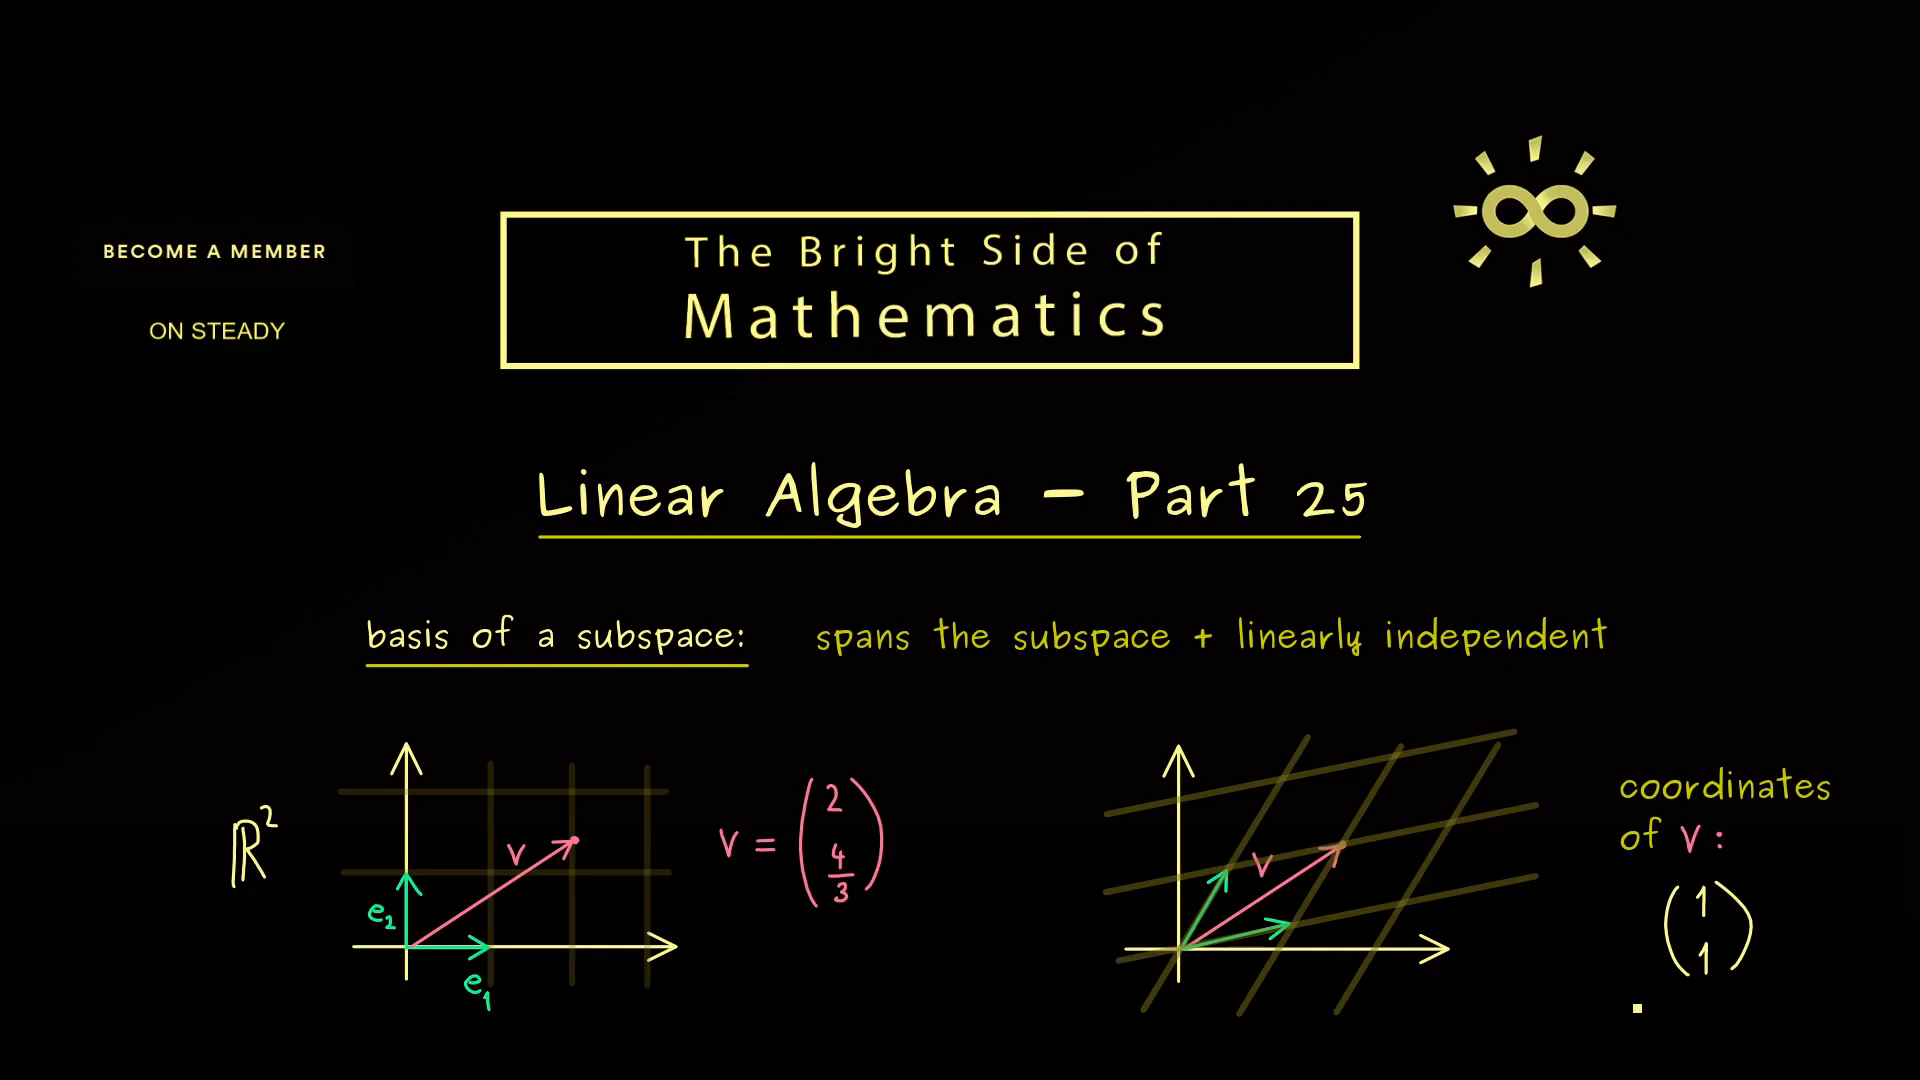 BECOME A MEMBER
ON STEADY
The Bright Side of
Mathematics
Linear Algebra – Part 25
basis of a subspace: spans the subspace + linearly independent
ℝ²
e₂
e₁
v
v = (2
4/3)
v
coordinates
of v:
(1
1)